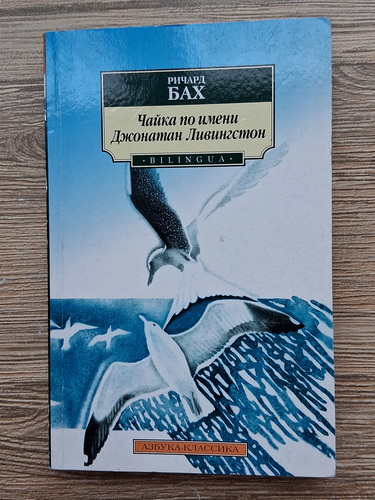 РИЧАРД
БАХ
Чайка по имени
Джонатан Ливингстон
• BILINGUA •
АЗБУКА-КЛАССИКА